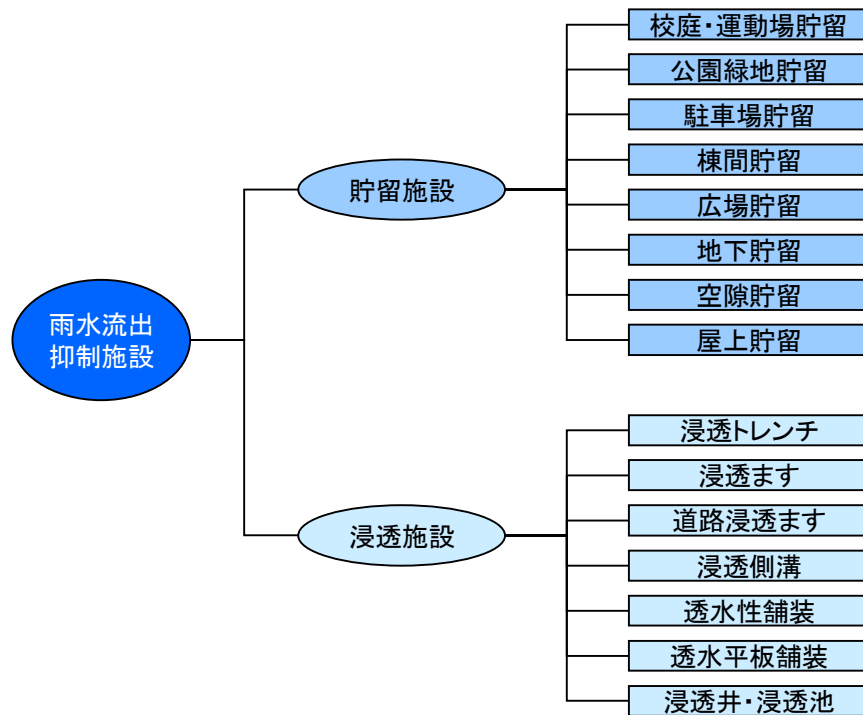 雨水流出
抑制施設
貯留施設
校庭・運動場貯留
公園緑地貯留
駐車場貯留
棟間貯留
広場貯留
地下貯留
空隙貯留
屋上貯留
浸透施設
浸透トレンチ
浸透ます
道路浸透ます
浸透側溝
透水性舗装
透水平板舗装
浸透井・浸透池